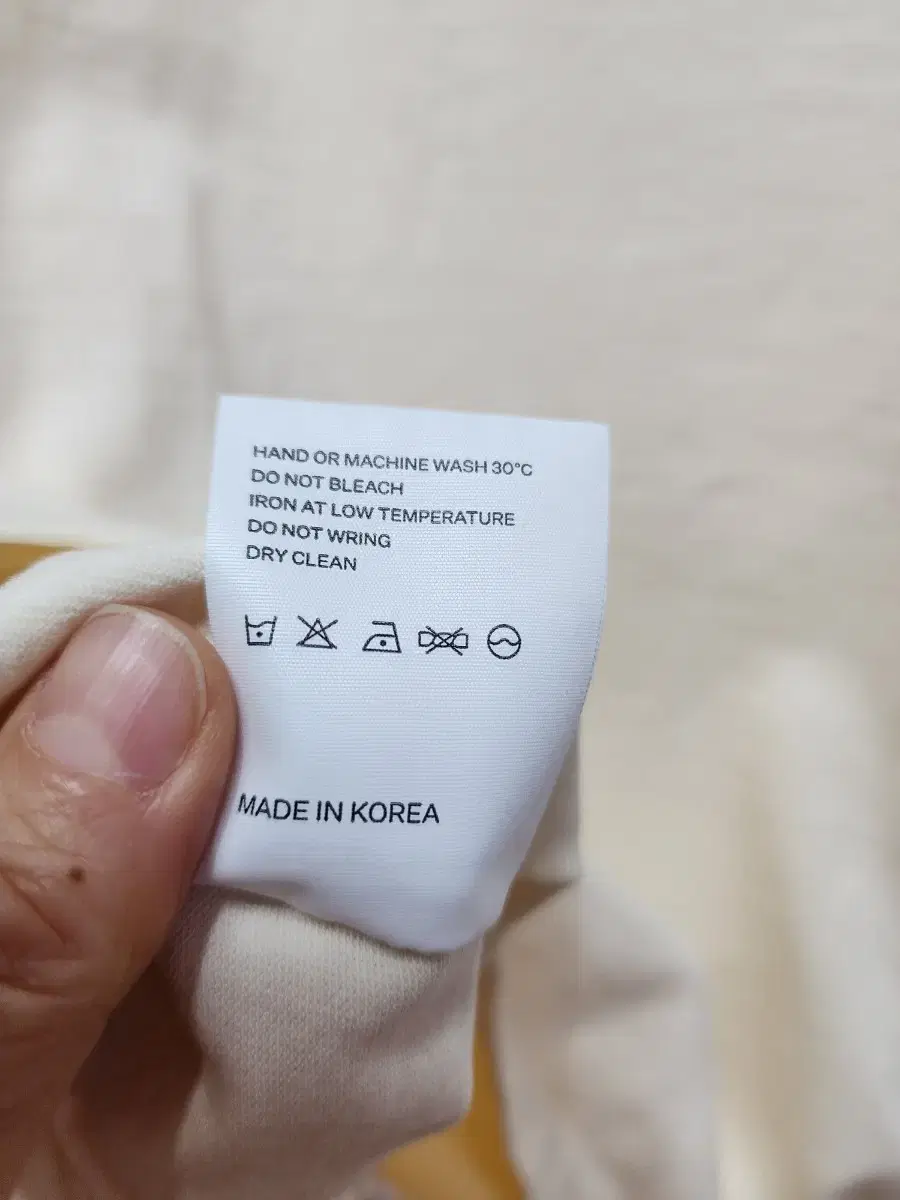 HAND OR MACHINE WASH 30°C
DO NOT BLEACH
IRON AT LOW TEMPERATURE
DO NOT WRING
DRY CLEAN
MADE IN KOREA